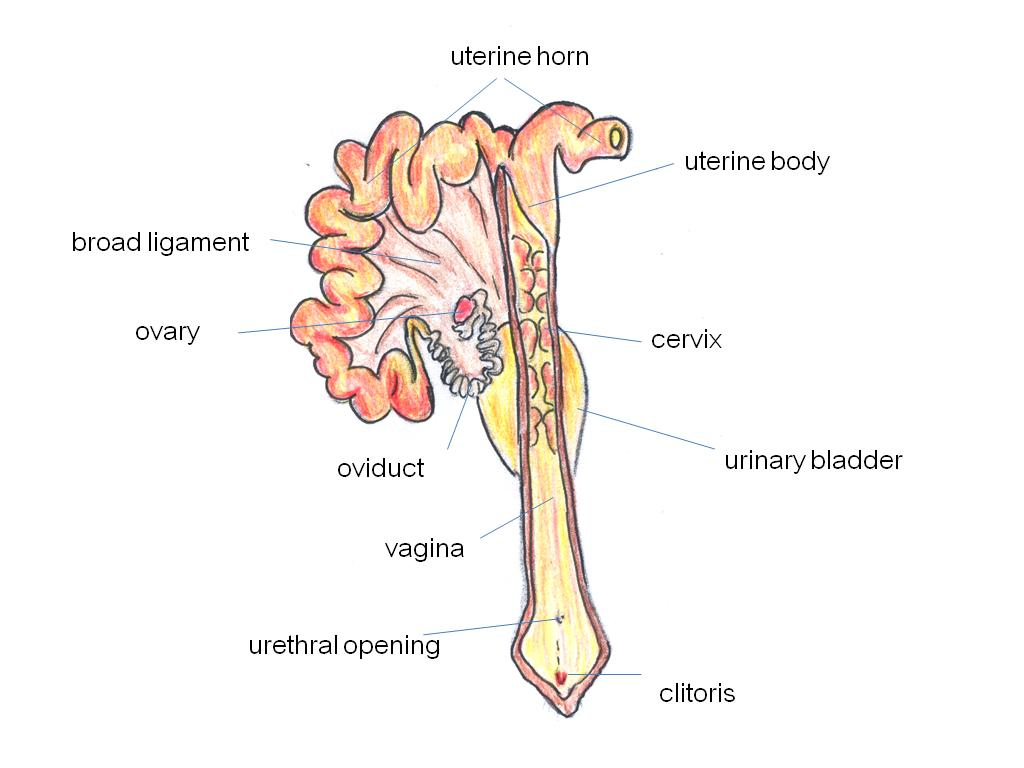 uterine horn
uterine body
broad ligament
ovary
cervix
oviduct
urinary bladder
vagina
urethral opening
clitoris